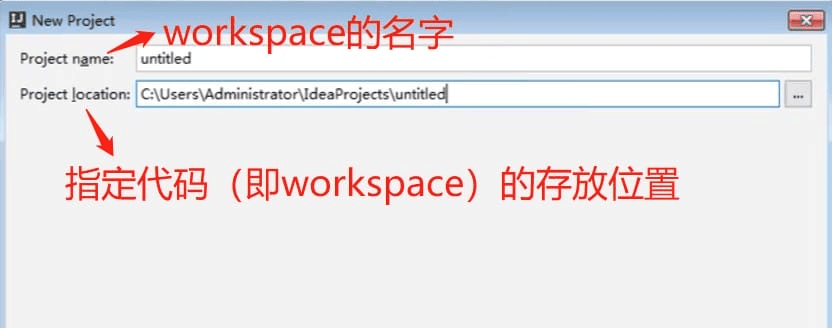 New Project
workspace的名字
Project name: untitled
Project location: C:\Users\Administrator\IdeaProjects\untitled ...
指定代码（即workspace）的存放位置